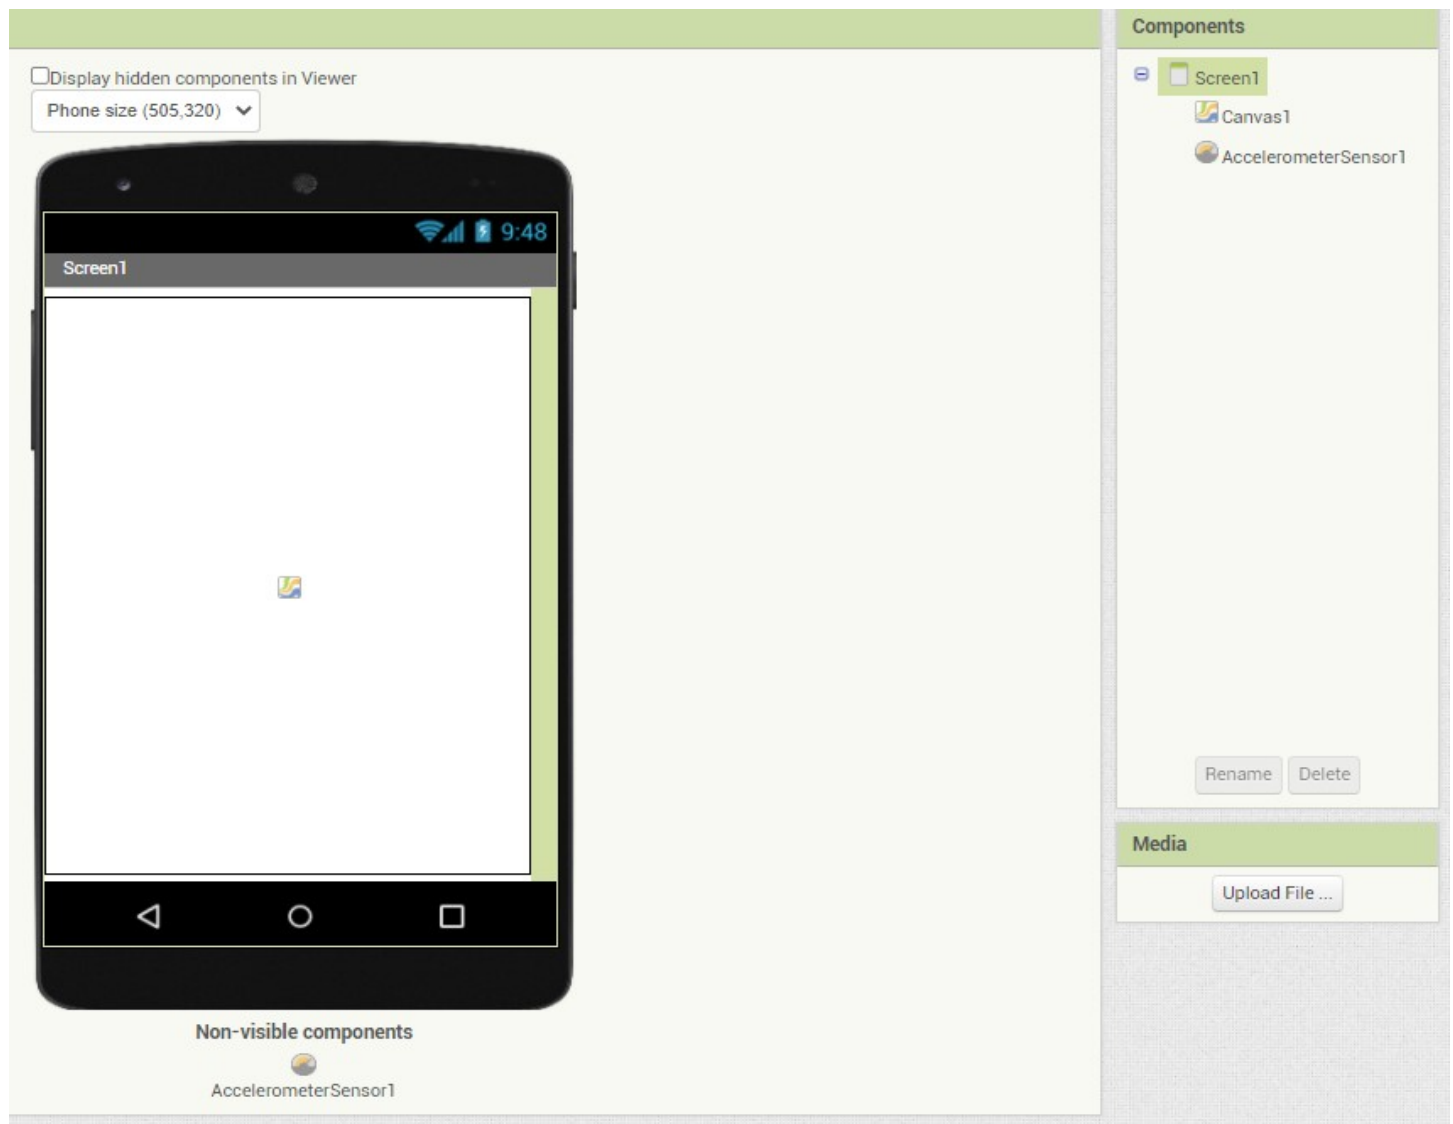 Display hidden components in Viewer
Phone size (505,320)
9:48
Screen1
Non-visible components
AccelerometerSensor1
Components
Screen1
Canvas1
AccelerometerSensor1
Rename Delete
Media
Upload File ...